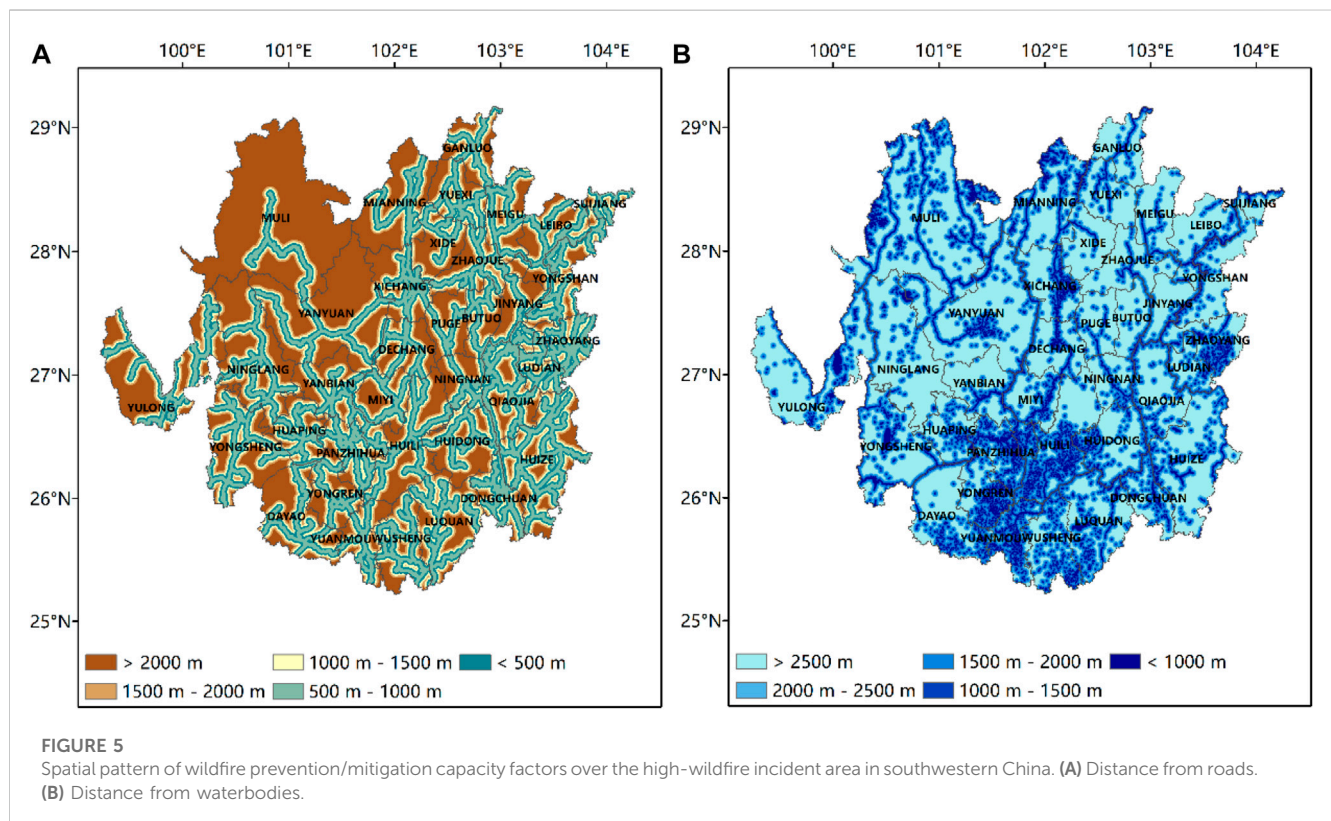 A
100°E 101°E 102°E 103°E 104°E
29°N
28°N
27°N
26°N
25°N
GANLUO
YUEXI
MIANNING
MULI
MEIGU
SUIJIANG
LEIBO
XIDE
ZHAOJUE
YONGSHAN
XICHANG
JINYANG
YANYUAN
PUGE
BUTUO
ZHAOYANG
DECHANG
LUDIAN
NINGLANG
YANBIAN
NINGNAN
YULONG
MIYI
QIAOJIA
HUAPING
YONGSHENG
PANZHIHUA
HUILI
HUIDONG
HUIZE
YONGREN
DONGCHUAN
DAYAO
LUQUAN
YUANMOU
WUSHENG
> 2000 m 1000 m - 1500 m < 500 m
1500 m - 2000 m 500 m - 1000 m
B
100°E 101°E 102°E 103°E 104°E
29°N
28°N
27°N
26°N
25°N
GANLUO
YUEXI
MIANNING
MULI
MEIGU
SUIJIANG
LEIBO
XIDE
ZHAOJUE
YONGSHAN
XICHANG
JINYANG
YANYUAN
PUGE
BUTUO
ZHAOYANG
DECHANG
LUDIAN
NINGLANG
YANBIAN
NINGNAN
YULONG
MIYI
QIAOJIA
HUAPING
YONGSHENG
PANZHIHUA
HUILI
HUIDONG
HUIZE
YONGREN
DONGCHUAN
DAYAO
LUQUAN
YUANMOU
WUSHENG
> 2500 m 1500 m - 2000 m < 1000 m
2000 m - 2500 m 1000 m - 1500 m
FIGURE 5
Spatial pattern of wildfire prevention/mitigation capacity factors over the high-wildfire incident area in southwestern China. (A) Distance from roads.
(B) Distance from waterbodies.